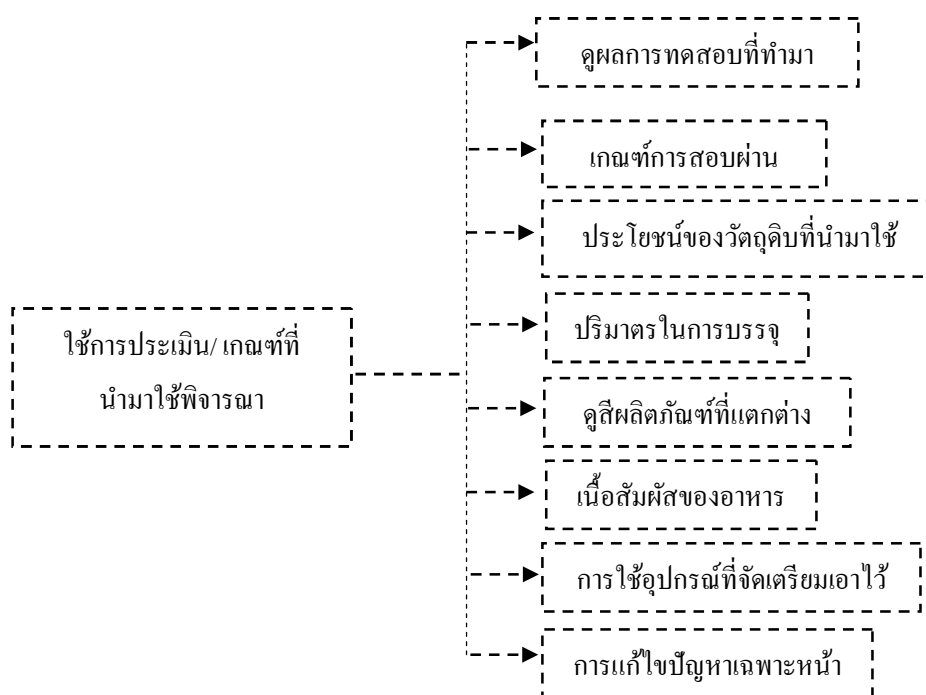 ดูผลการทดสอบที่ทำมา
เกณฑ์การสอบผ่าน
ประโยชน์ของวัตถุดิบที่นำมาใช้
ใช้การประเมิน/ เกณฑ์ที่
นำมาใช้พิจารณา
ปริมาตรในการบรรจุ
ดูสีผลิตภัณฑ์ที่แตกต่าง
เนื้อสัมผัสของอาหาร
การใช้อุปกรณ์ที่จัดเตรียมเอาไว้
การแก้ไขปัญหาเฉพาะหน้า